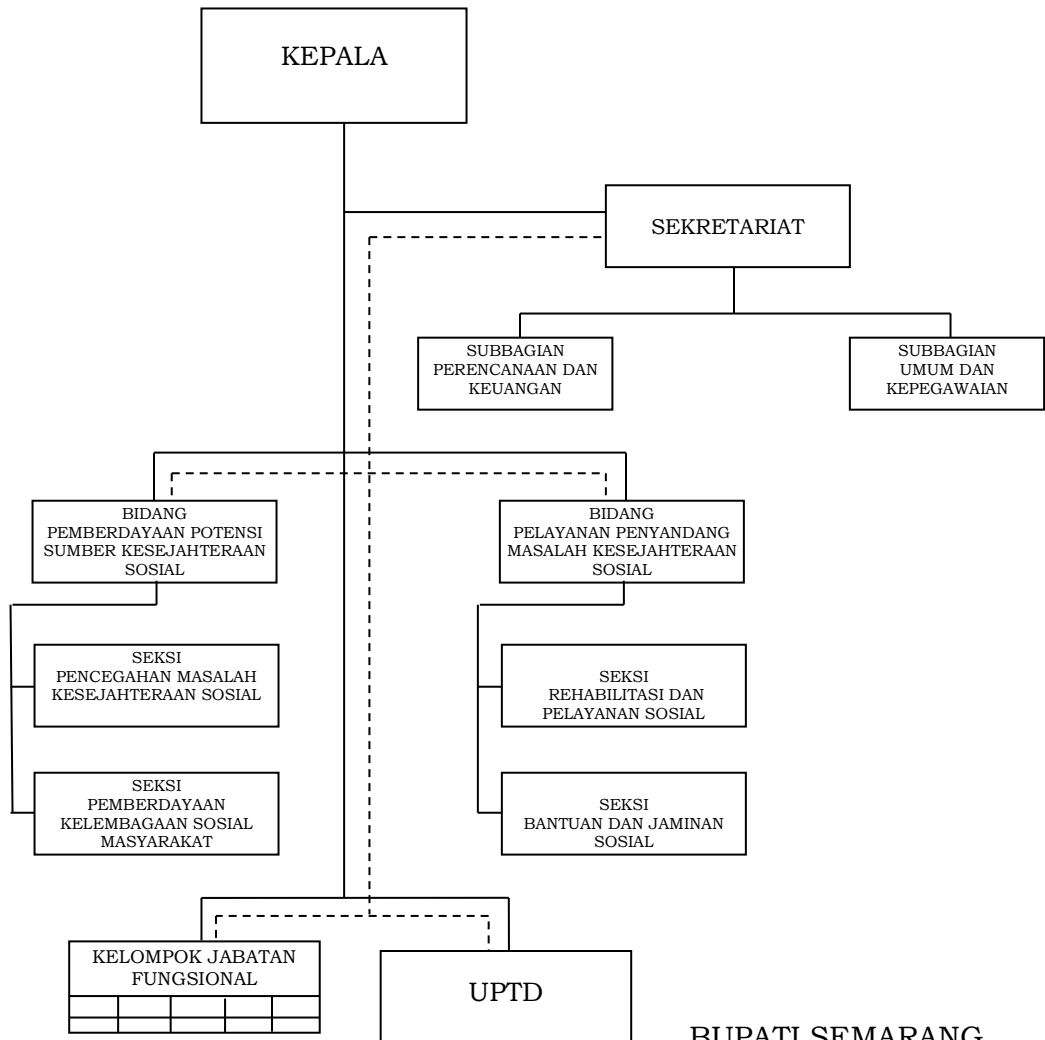 KEPALA
SEKRETARIAT
SUBBAGIAN
PERENCANAAN DAN
KEUANGAN
SUBBAGIAN
UMUM DAN
KEPEGAWAIAN
BIDANG
PEMBERDAYAAN POTENSI
SUMBER KESEJAHTERAAN
SOSIAL
BIDANG
PELAYANAN PENYANDANG
MASALAH KESEJAHTERAAN
SOSIAL
SEKSI
PENCEGAHAN MASALAH
KESEJAHTERAAN SOSIAL
SEKSI
REHABILITASI DAN
PELAYANAN SOSIAL
SEKSI
PEMBERDAYAAN
KELEMBAGAAN SOSIAL
MASYARAKAT
SEKSI
BANTUAN DAN JAMINAN
SOSIAL
KELOMPOK JABATAN
FUNGSIONAL
UPTD
BUPATI SEMARANG